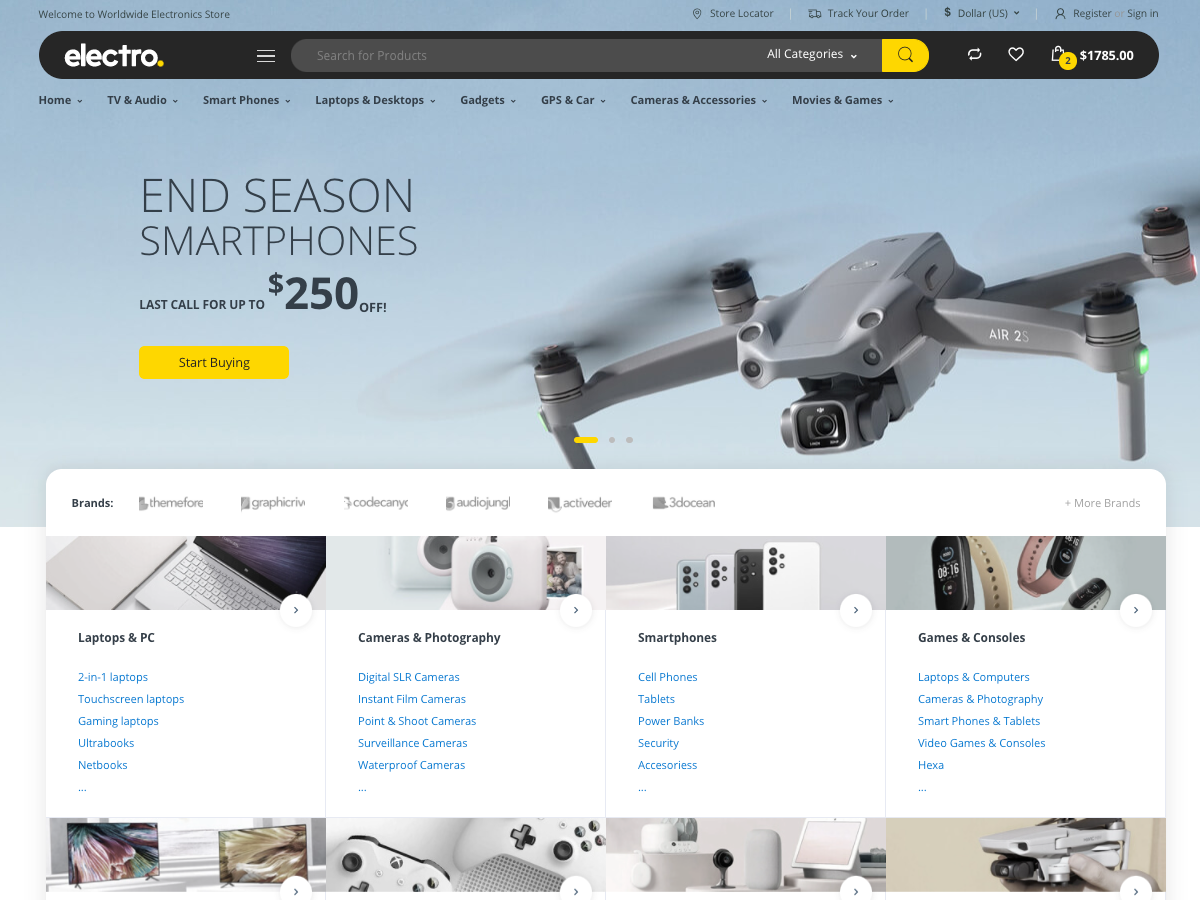 Welcome to Worldwide Electronics Store
Store Locator
Track Your Order
$ Dollar (US)
Register or Sign in
electro.
Search for Products
All Categories
2
$1785.00
Home
TV & Audio
Smart Phones
Laptops & Desktops
Gadgets
GPS & Car
Cameras & Accessories
Movies & Games
END SEASON
SMARTPHONES
LAST CALL FOR UP TO $250 OFF!
Start Buying
AIR 2S
Brands:
themefore
graphicriv
codecanyo
audiojungl
activeder
3docean
+ More Brands
08:16
Laptops & PC
2-in-1 laptops
Touchscreen laptops
Gaming laptops
Ultrabooks
Netbooks
...
Cameras & Photography
Digital SLR Cameras
Instant Film Cameras
Point & Shoot Cameras
Surveillance Cameras
Waterproof Cameras
...
Smartphones
Cell Phones
Tablets
Power Banks
Security
Accesoriess
...
Games & Consoles
Laptops & Computers
Cameras & Photography
Smart Phones & Tablets
Video Games & Consoles
Hexa
...